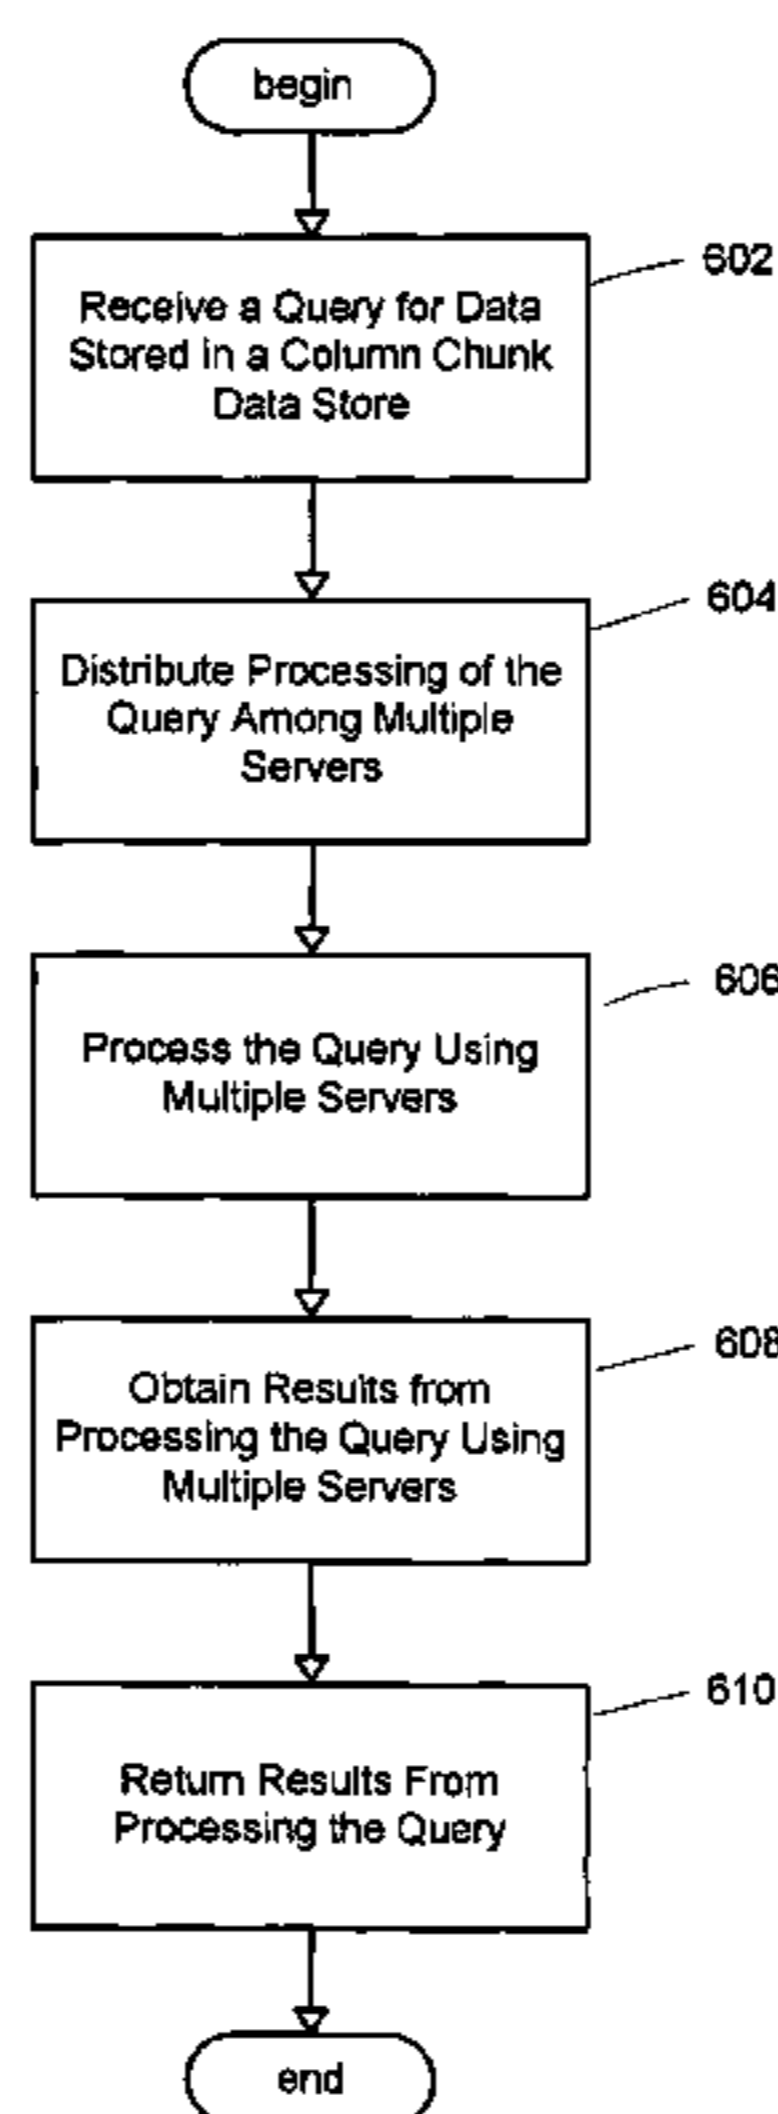 begin
602
Receive a Query for Data
Stored in a Column Chunk
Data Store
604
Distribute Processing of the
Query Among Multiple
Servers
606
Process the Query Using
Multiple Servers
608
Obtain Results from
Processing the Query Using
Multiple Servers
610
Return Results From
Processing the Query
end